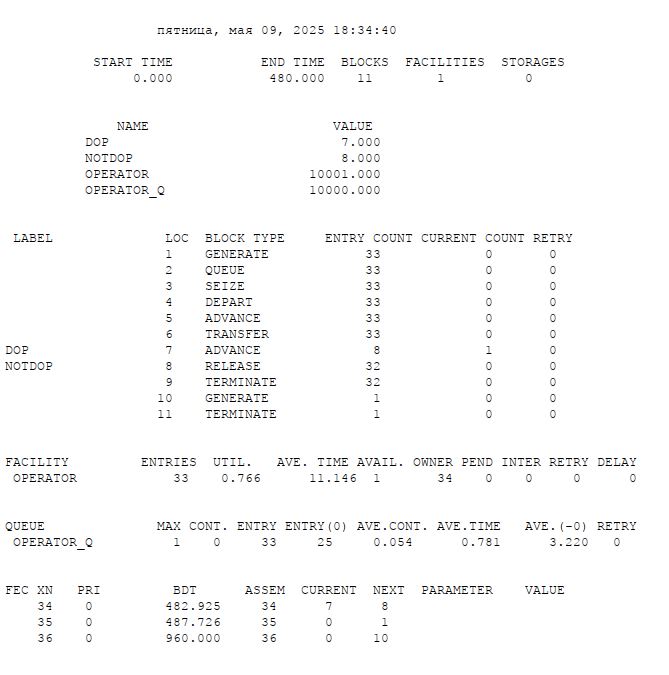 пятница, мая 09, 2025 18:34:40
START TIME END TIME BLOCKS FACILITIES STORAGES
0.000 480.000 11 1 0
NAME VALUE
DOP 7.000
NOTDOP 8.000
OPERATOR 10001.000
OPERATOR_Q 10000.000
LABEL LOC BLOCK TYPE ENTRY COUNT CURRENT COUNT RETRY
1 GENERATE 33 0 0
2 QUEUE 33 0 0
3 SEIZE 33 0 0
4 DEPART 33 0 0
5 ADVANCE 33 0 0
6 TRANSFER 33 0 0
DOP 7 ADVANCE 8 1 0
NOTDOP 8 RELEASE 32 0 0
9 TERMINATE 32 0 0
10 GENERATE 1 0 0
11 TERMINATE 1 0 0
FACILITY ENTRIES UTIL. AVE. TIME AVAIL. OWNER PEND INTER RETRY DELAY
OPERATOR 33 0.766 11.146 1 34 0 0 0 0
QUEUE MAX CONT. ENTRY ENTRY(0) AVE.CONT. AVE.TIME AVE.(-0) RETRY
OPERATOR_Q 1 0 33 25 0.054 0.781 3.220 0
FEC XN PRI BDT ASSEM CURRENT NEXT PARAMETER VALUE
34 0 482.925 34 7 8
35 0 487.726 35 0 1
36 0 960.000 36 0 10